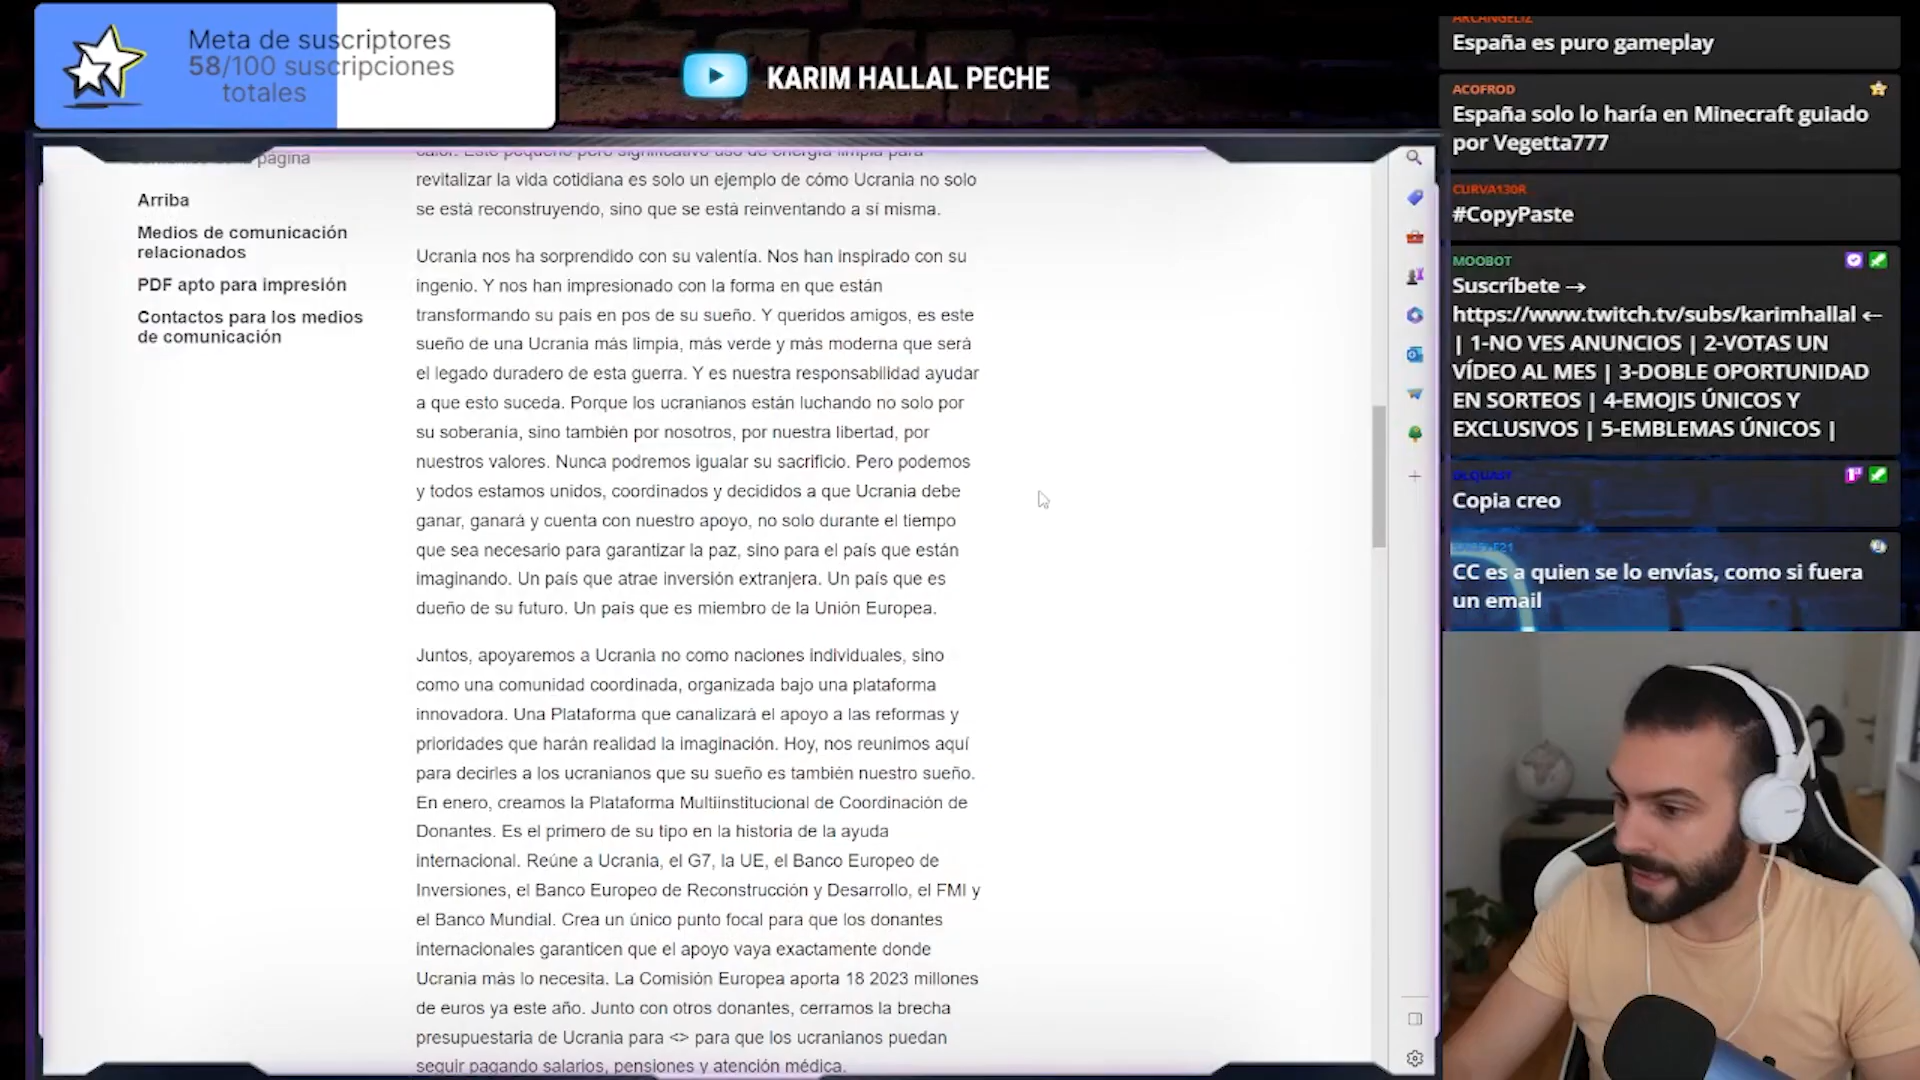 Meta de suscriptores
58/100 suscripciones
totales
KARIM HALLAL PECHE
página
Arriba
Medios de comunicación
relacionados
PDF apto para impresión
Contactos para los medios
de comunicación
calor. Este pequeño pero significativo uso de energía limpia para
revitalizar la vida cotidiana es solo un ejemplo de cómo Ucrania no solo
se está reconstruyendo, sino que se está reinventando a sí misma.
Ucrania nos ha sorprendido con su valentía. Nos han inspirado con su
ingenio. Y nos han impresionado con la forma en que están
transformando su país en pos de su sueño. Y queridos amigos, es este
sueño de una Ucrania más limpia, más verde y más moderna que será
el legado duradero de esta guerra. Y es nuestra responsabilidad ayudar
a que esto suceda. Porque los ucranianos están luchando no solo por
su soberanía, sino también por nosotros, por nuestra libertad, por
nuestros valores. Nunca podremos igualar su sacrificio. Pero podemos
y todos estamos unidos, coordinados y decididos a que Ucrania debe
ganar, ganará y cuenta con nuestro apoyo, no solo durante el tiempo
que sea necesario para garantizar la paz, sino para el país que están
imaginando. Un país que atrae inversión extranjera. Un país que es
dueño de su futuro. Un país que es miembro de la Unión Europea.
Juntos, apoyaremos a Ucrania no como naciones individuales, sino
como una comunidad coordinada, organizada bajo una plataforma
innovadora. Una Plataforma que canalizará el apoyo a las reformas y
prioridades que harán realidad la imaginación. Hoy, nos reunimos aquí
para decirles a los ucranianos que su sueño es también nuestro sueño.
En enero, creamos la Plataforma Multiinstitucional de Coordinación de
Donantes. Es el primero de su tipo en la historia de la ayuda
internacional. Reúne a Ucrania, el G7, la UE, el Banco Europeo de
Inversiones, el Banco Europeo de Reconstrucción y Desarrollo, el FMI y
el Banco Mundial. Crea un único punto focal para que los donantes
internacionales garanticen que el apoyo vaya exactamente donde
Ucrania más lo necesita. La Comisión Europea aporta 18 2023 millones
de euros ya este año. Junto con otros donantes, cerramos la brecha
presupuestaria de Ucrania para <> para que los ucranianos puedan
seguir pagando salarios, pensiones y atención médica.
ARCANGELIZ
España es puro gameplay
ACOFROD
España solo lo haría en Minecraft guiado
por Vegetta777
CURVA130R
#CopyPaste
MOOBOT
Suscríbete →
https://www.twitch.tv/subs/karimhallal ←
| 1-NO VES ANUNCIOS | 2-VOTAS UN
VÍDEO AL MES | 3-DOBLE OPORTUNIDAD
EN SORTEOS | 4-EMOJIS ÚNICOS Y
EXCLUSIVOS | 5-EMBLEMAS ÚNICOS |
Copia creo
CC es a quien se lo envías, como si fuera
un email